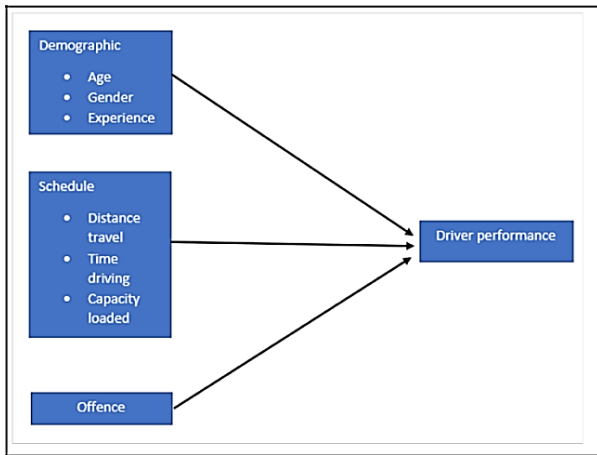 Demographic
• Age
• Gender
• Experience
Schedule
• Distance
travel
• Time
driving
• Capacity
loaded
Driver performance
Offence